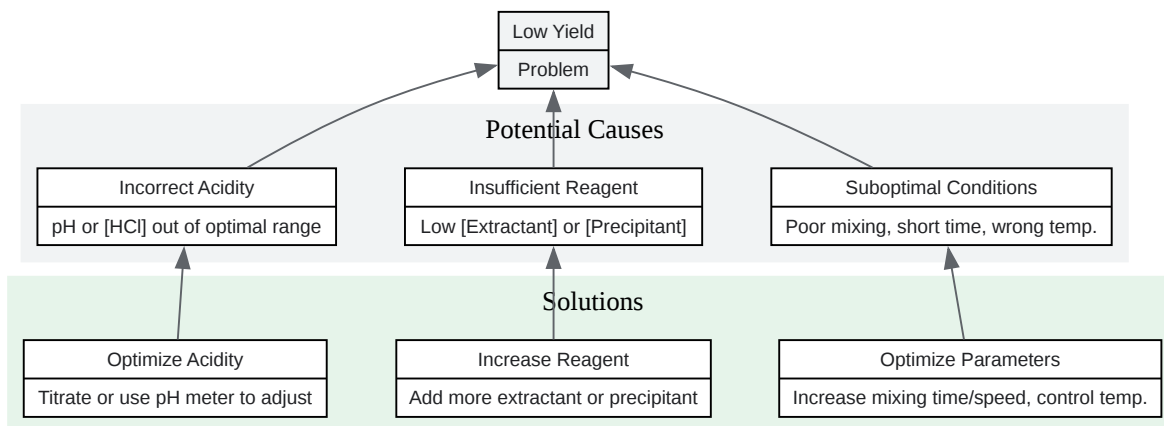 Low Yield
Problem
Potential Causes
Incorrect Acidity
pH or [HCl] out of optimal range
Insufficient Reagent
Low [Extractant] or [Precipitant]
Suboptimal Conditions
Poor mixing, short time, wrong temp.
Solutions
Optimize Acidity
Titrate or use pH meter to adjust
Increase Reagent
Add more extractant or precipitant
Optimize Parameters
Increase mixing time/speed, control temp.